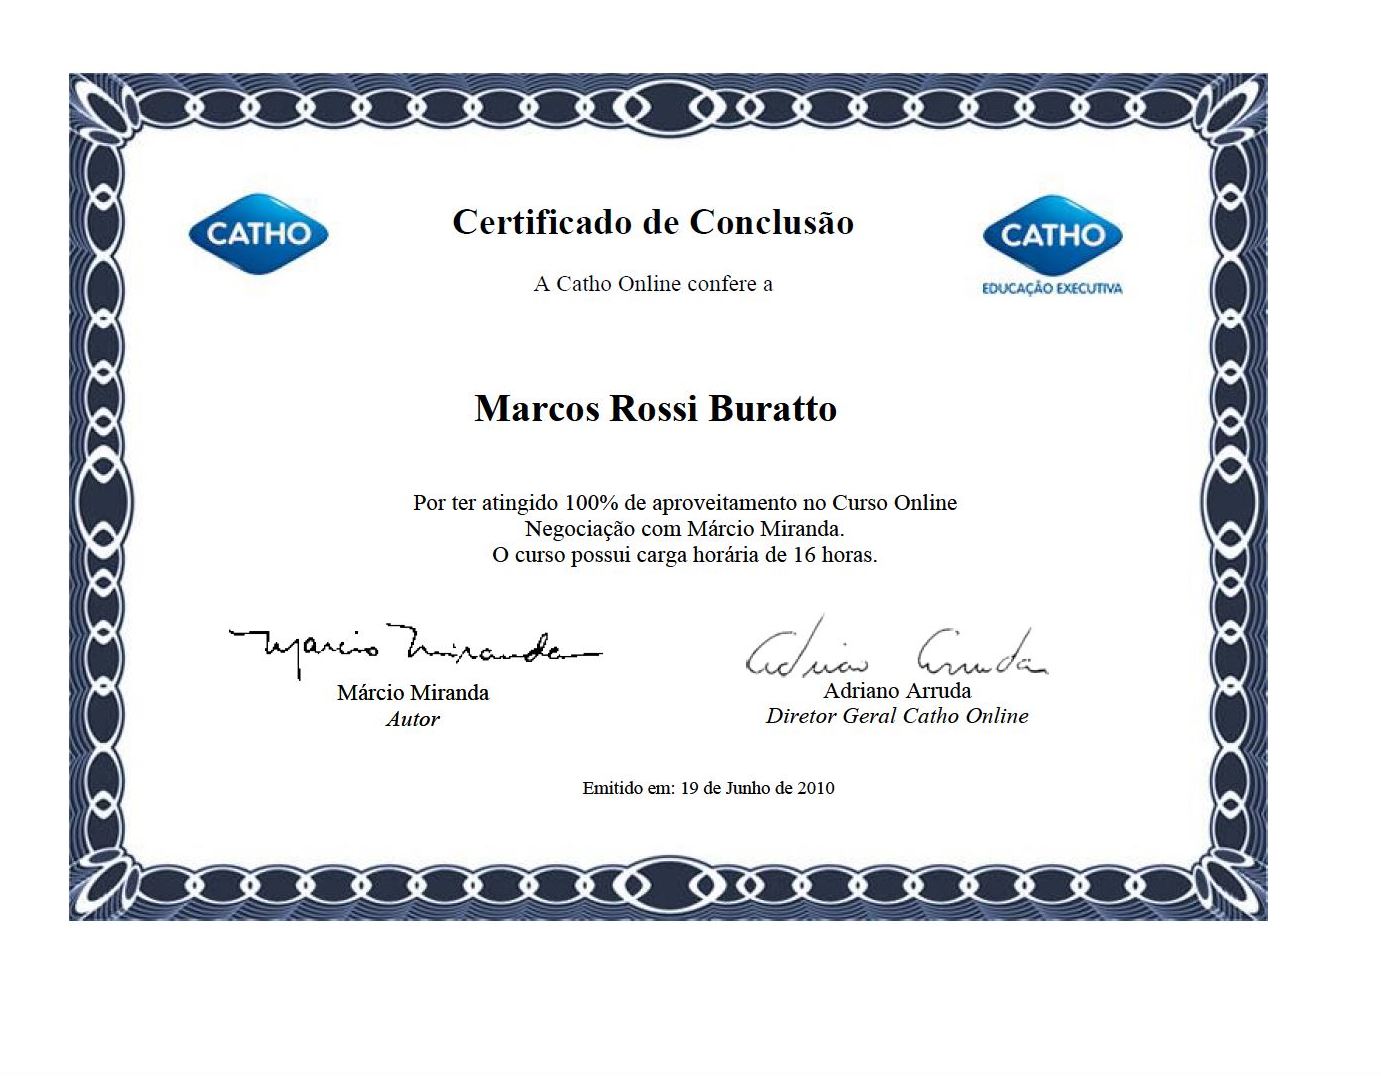 CATHO
Certificado de Conclusão
CATHO
EDUCAÇÃO EXECUTIVA
A Catho Online confere a
Marcos Rossi Buratto
Por ter atingido 100% de aproveitamento no Curso Online
Negociação com Márcio Miranda.
O curso possui carga horária de 16 horas.
Marcio Miranda
Adriano Arruda
Márcio Miranda
Autor
Adriano Arruda
Diretor Geral Catho Online
Emitido em: 19 de Junho de 2010